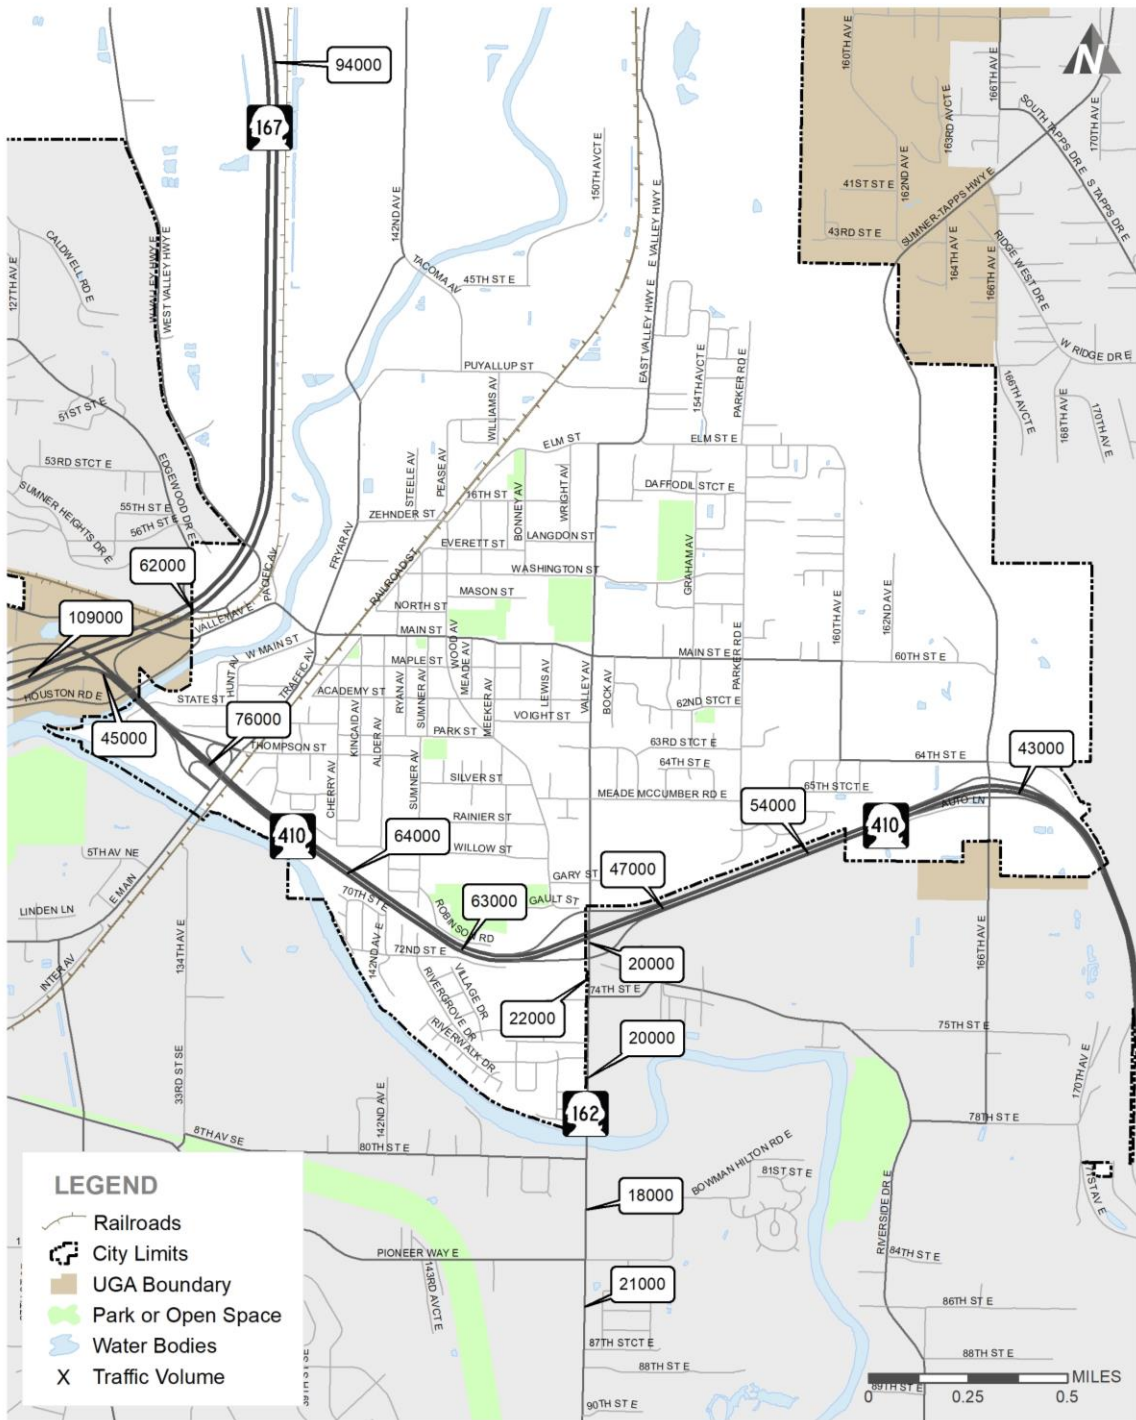 94000
167
N
160TH AV E
166TH AV E
163RD AVCT E
170TH AV E
SOUTH TAPPS DR E
S TAPPS DR E
162ND AV E
41ST ST E
43RD ST E
SUMNER-TAPPS HWY E
164TH AV E
166TH AV E
RIDGE WEST DR E
W RIDGE DR E
166TH AVCT E
168TH AV E
170TH AV E
150TH AVCT E
142ND AV E
TACOMA AV
45TH ST E
E VALLEY HWY E
EAST VALLEY HWY E
CALDWELL RD E
127TH AV E
WEST VALLEY HWY E
51ST ST E
53RD STCT E
EDGEWOOD DR E
SUMNER HEIGHTS DR E
55TH ST E
56TH ST E
PUYALLUP ST
WILLIAMS AV
154TH AVCT E
PARKER RD E
ELM ST
ELM ST E
STEELE AV
PEASE AV
16TH ST
BONNEY AV
WRIGHT AV
DAFFODIL STCT E
ZEHNDER ST
FRYAR AV
EVERETT ST
LANGDON ST
WASHINGTON ST
GRAHAM AV
RAILROAD ST
MASON ST
NORTH ST
MAIN ST
MAIN ST E
62000
109000
PACIFIC AV
VALLEY AV E
W MAIN ST
HUNT AV
TRAFFIC AV
HOUSTON RD E
STATE ST
45000
76000
MAPLE ST
WOOD AV
MEADE AV
ACADEMY ST
RYAN AV
SUMNER AV
MEEKER AV
LEWIS AV
VALLEY AV
BOCK AV
PARKER RD E
160TH AV E
162ND AV E
60TH ST E
62ND STCT E
VOIGHT ST
KINCAID AV
ALDER AV
PARK ST
THOMPSON ST
63RD STCT E
64TH ST E
64TH ST E
43000
SUMNER AV
SILVER ST
CHERRY AV
MEADE MCCUMBER RD E
65TH STCT E
54000
AUTO LN
410
410
RAINIER ST
WILLOW ST
64000
5TH AV NE
E MAIN
LINDEN LN
134TH AV E
INTER AV
70TH ST E
142ND AV E
72ND ST E
ROBINSON RD
63000
GARY ST
GAULT ST
47000
20000
22000
74TH ST E
20000
VILLAGE DR
RIVERGROVE DR
RIVERWALK DR
162
166TH AV E
75TH ST E
170TH AV E
78TH ST E
171ST AV E
33RD ST SE
8TH AV SE
142ND AV E
80TH ST E
BOWMAN HILTON RD E
81ST ST E
18000
PIONEER WAY E
143RD AVCT E
RIVERSIDE DR E
84TH ST E
21000
86TH ST E
87TH STCT E
88TH ST E
88TH ST E
89TH ST E
90TH ST E
39TH ST SE
LEGEND
Railroads
City Limits
UGA Boundary
Park or Open Space
Water Bodies
X Traffic Volume
MILES
0 0.25 0.5